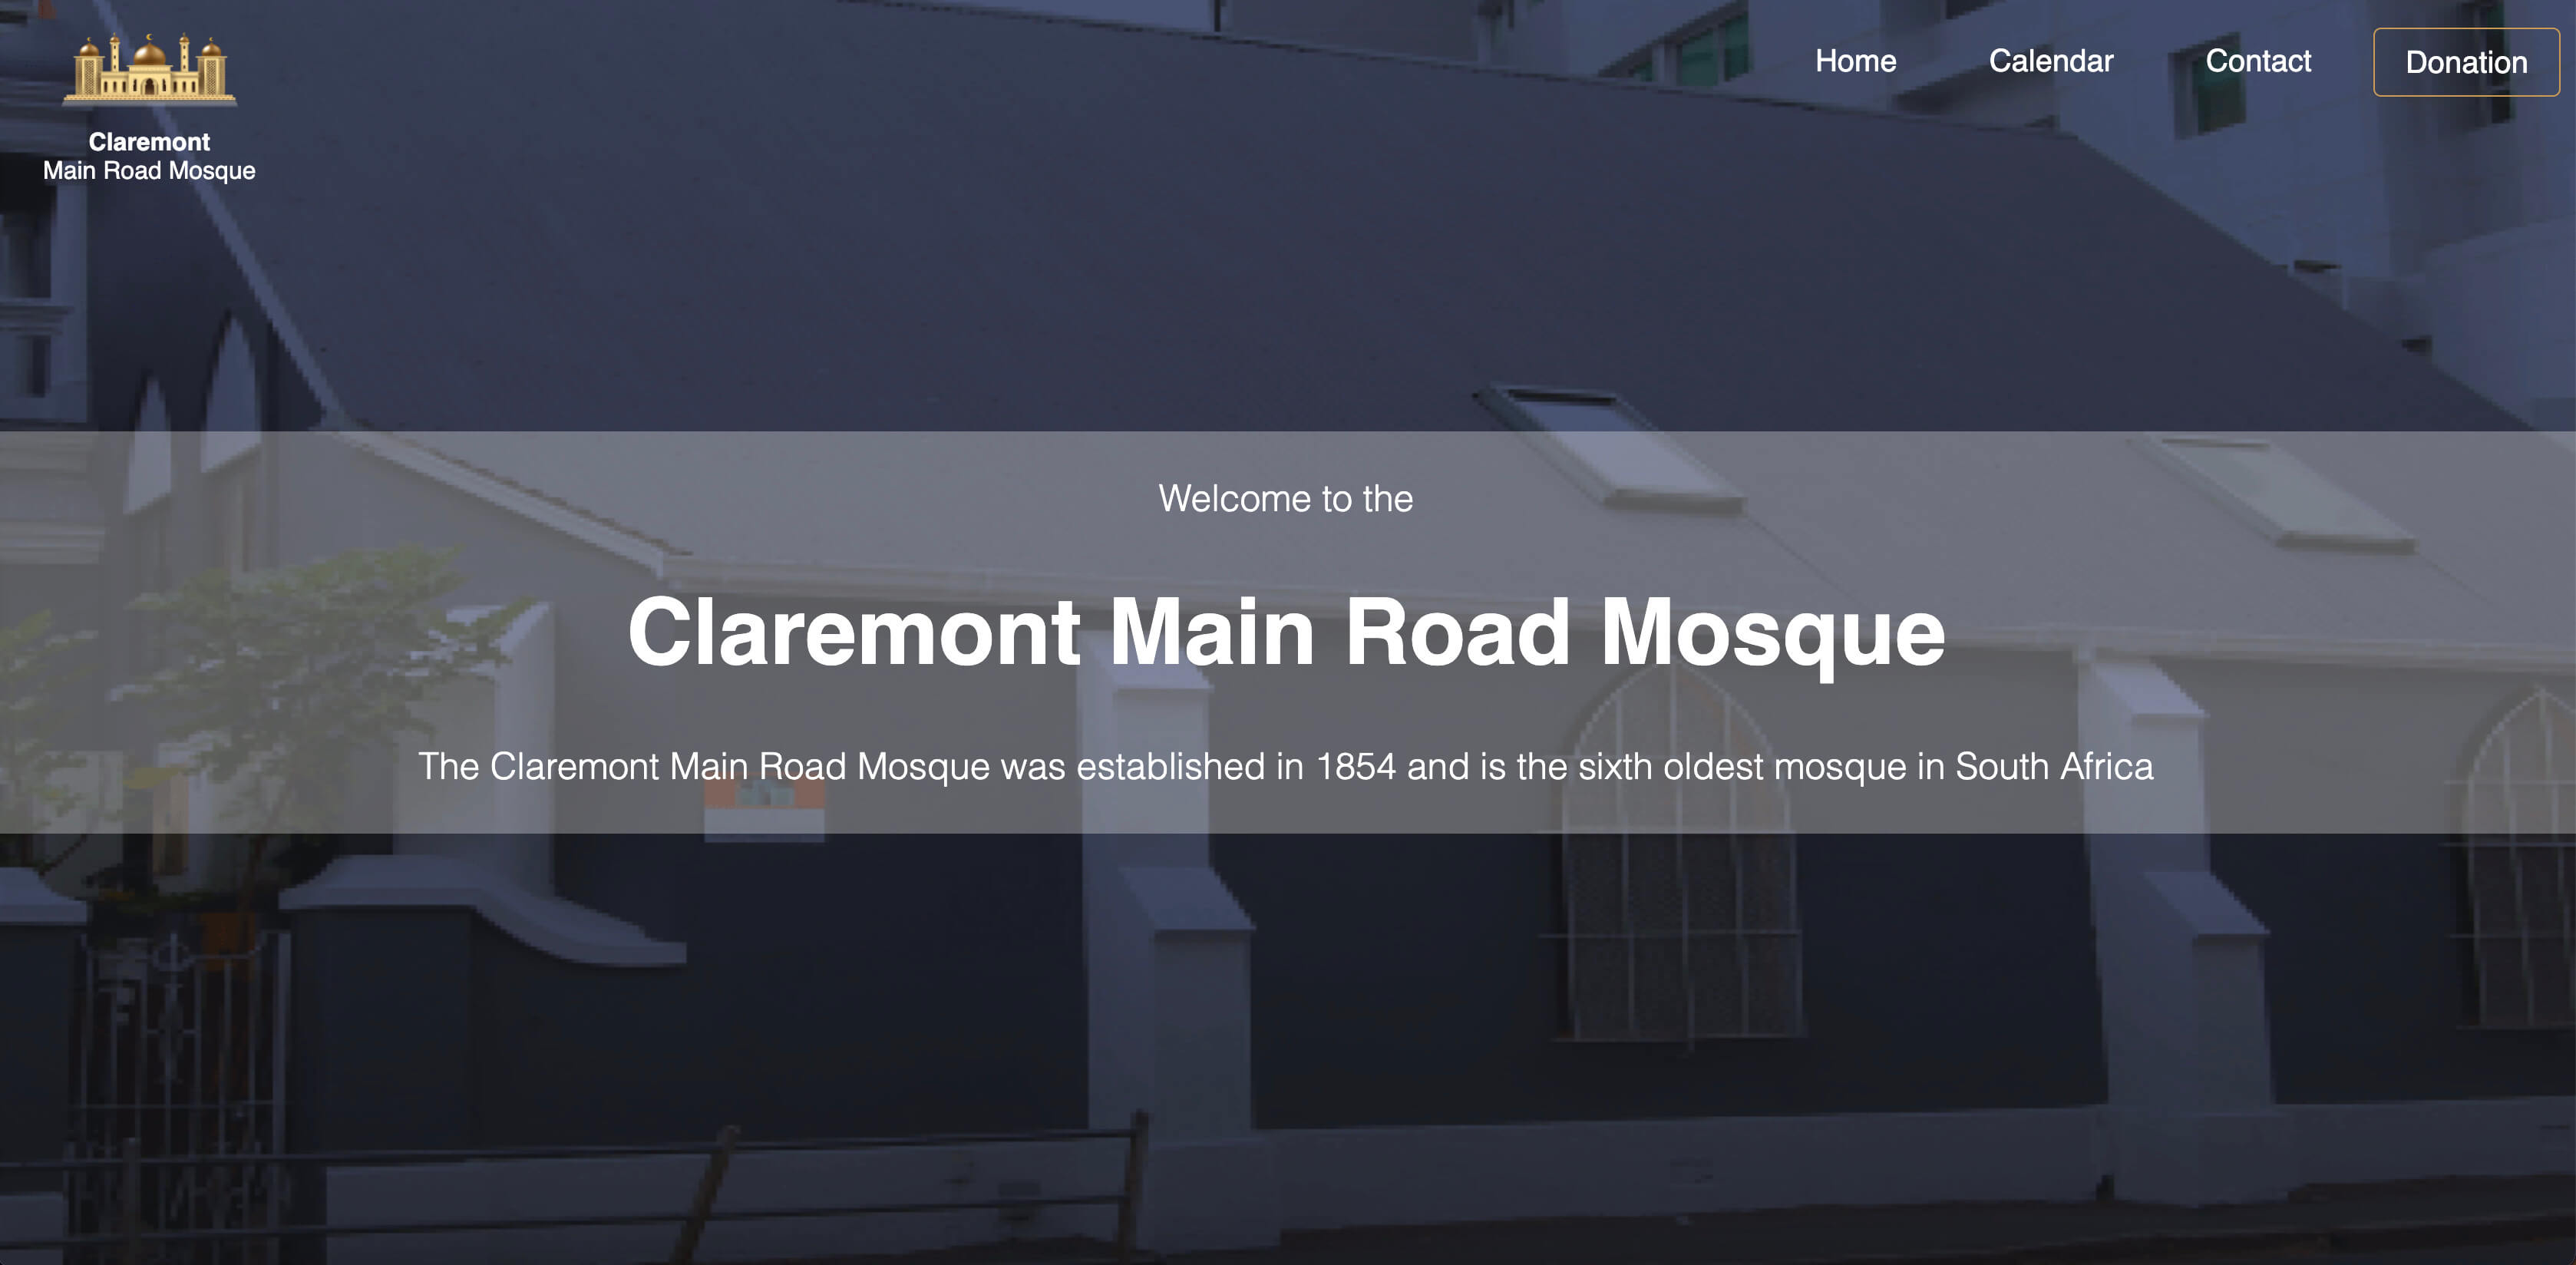 Claremont
Main Road Mosque
Home
Calendar
Contact
Donation
Welcome to the
Claremont Main Road Mosque
The Claremont Main Road Mosque was established in 1854 and is the sixth oldest mosque in South Africa